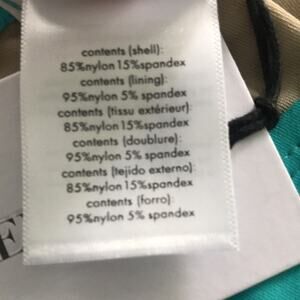 contents (shell):
85%nylon 15%spandex
contents (lining):
95%nylon 5% spandex
contents (tissu extérieur):
85%nylon 15%spandex
contents (doublure):
95%nylon 5% spandex
contents (tejido externo):
85%nylon 15%spandex
contents (forro):
95%nylon 5% spandex